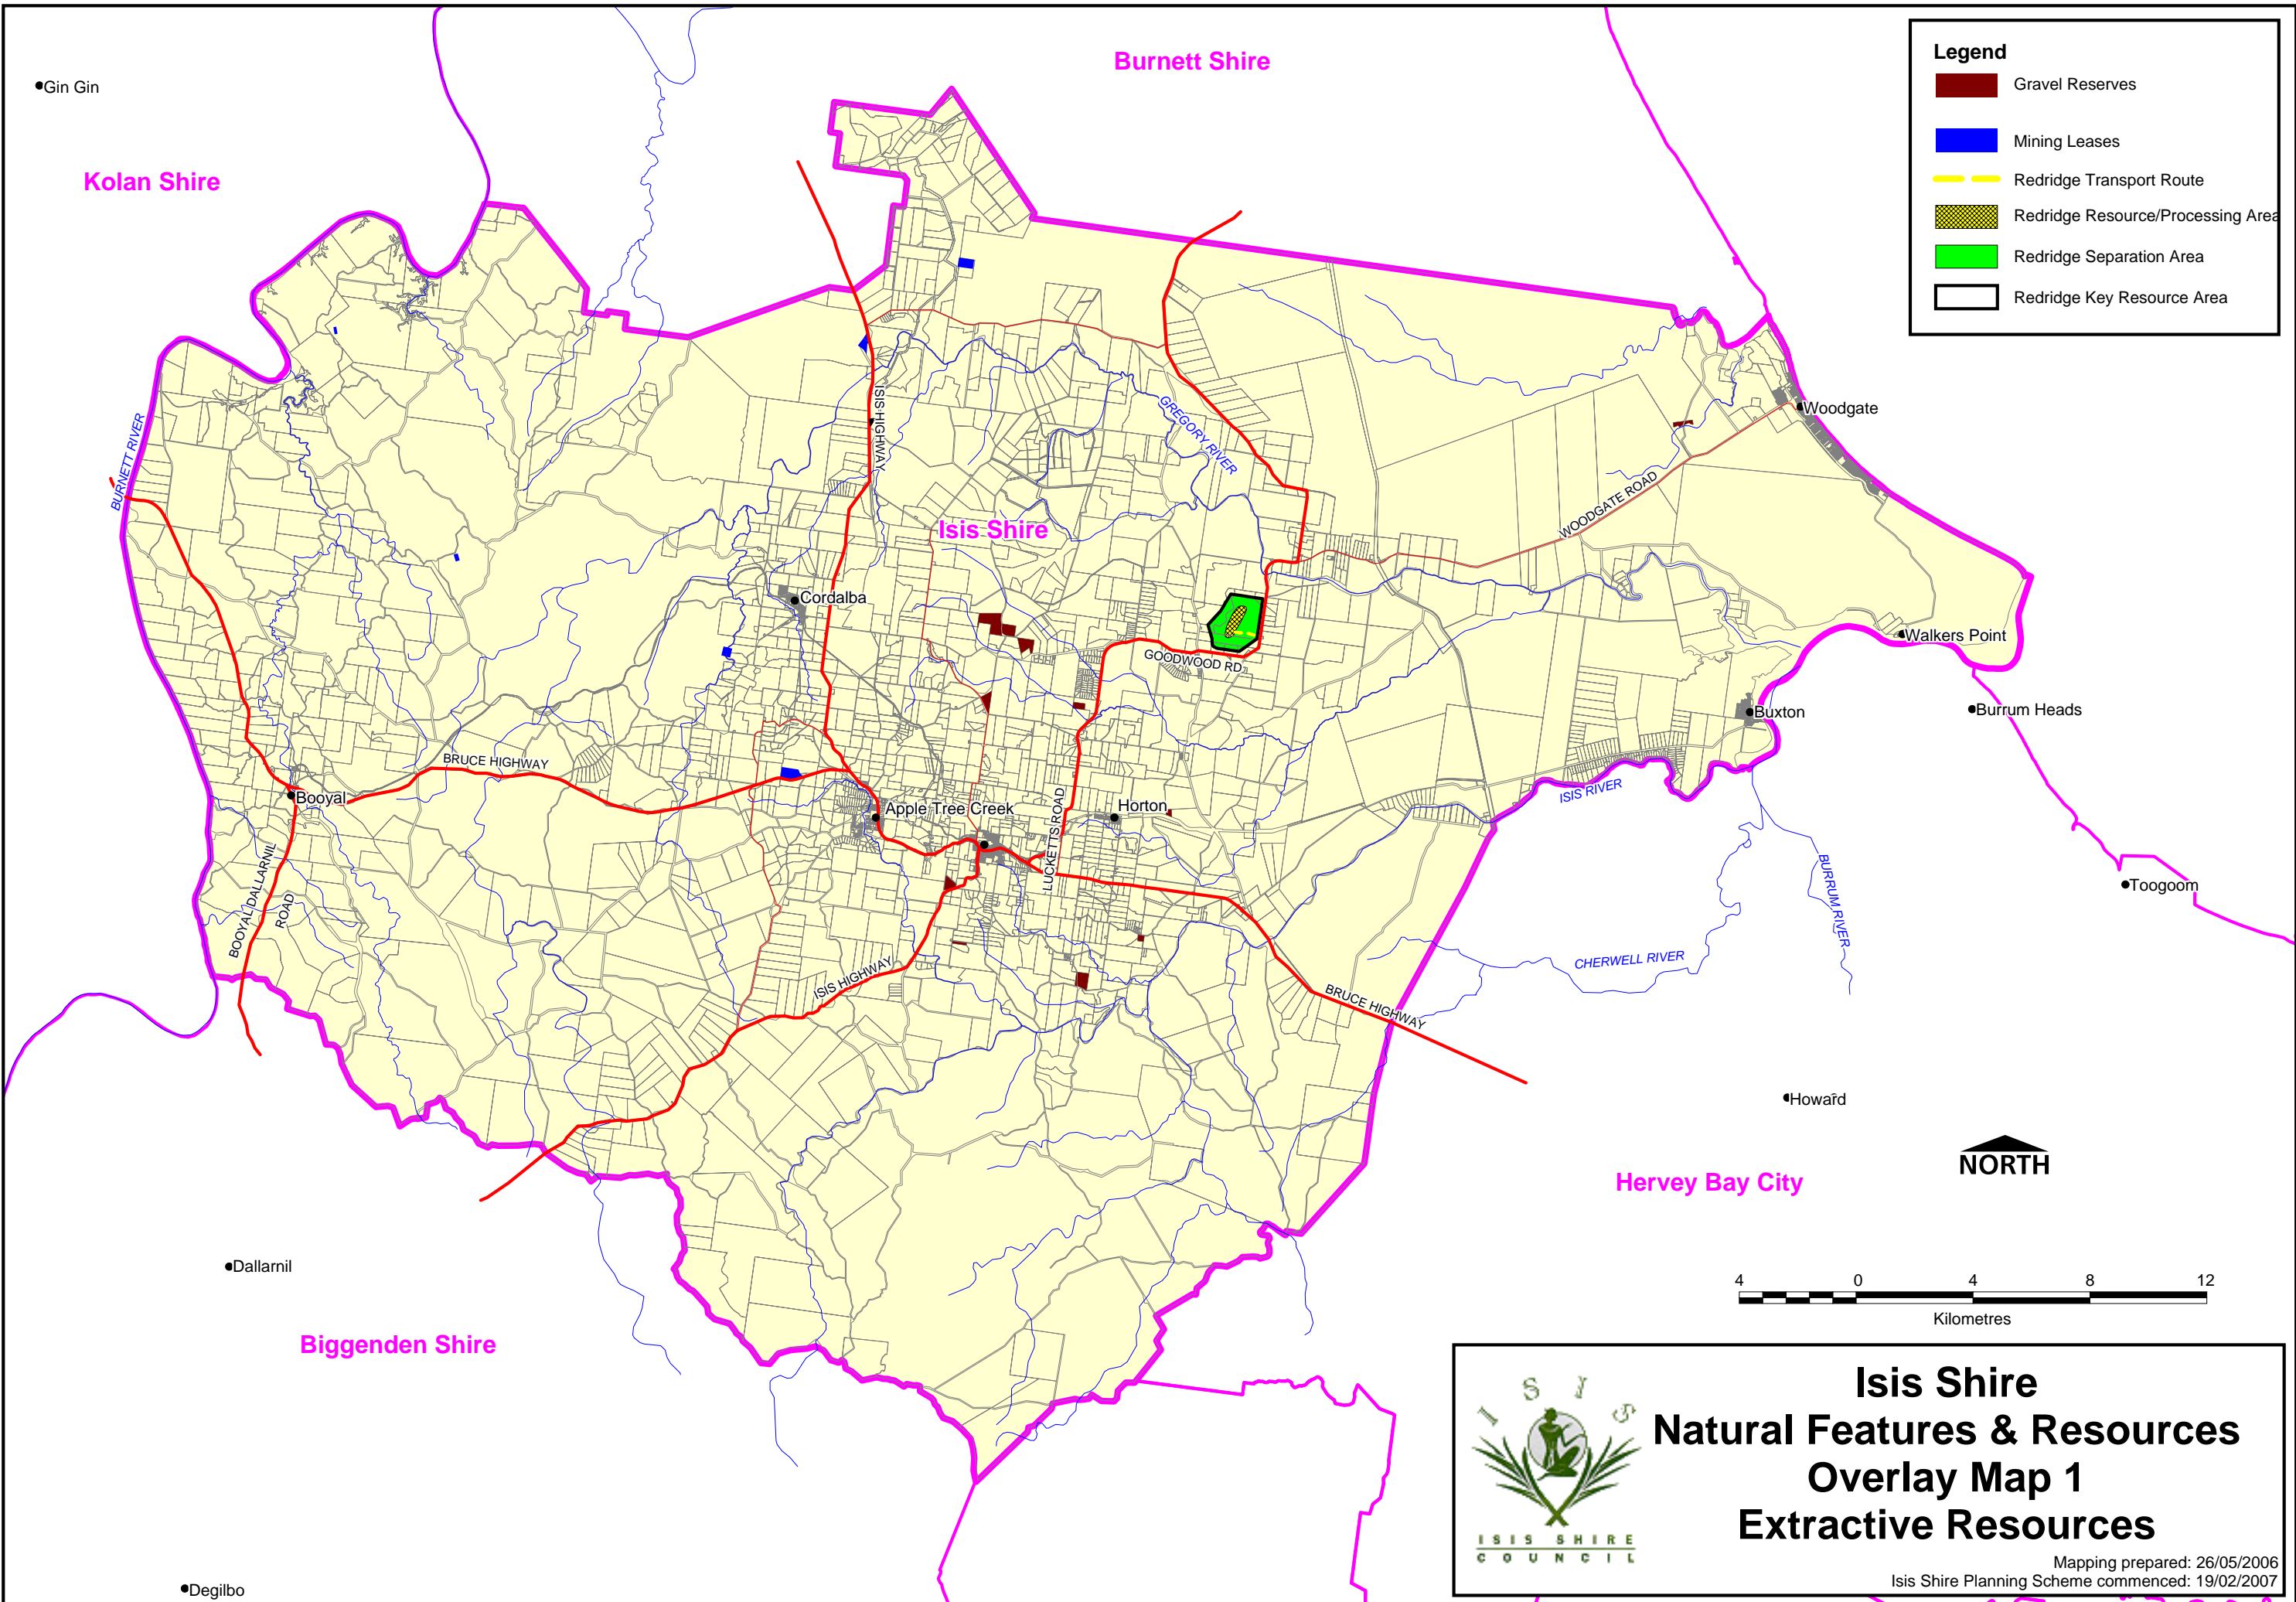 Burnett Shire
Gin Gin
Kolan Shire
Legend
Gravel Reserves
Mining Leases
Redridge Transport Route
Redridge Resource/Processing Area
Redridge Separation Area
Redridge Key Resource Area
BURNETT RIVER
ISIS HIGHWAY
GREGORY RIVER
Woodgate
WOODGATE ROAD
Isis Shire
Cordalba
GOODWOOD RD
Walkers Point
Burrum Heads
Buxton
BRUCE HIGHWAY
Booyal
Apple Tree Creek
Horton
LUCKETTS ROAD
ISIS RIVER
BURRUM RIVER
Toogoom
BOOYAL DALLARNIL
ROAD
ISIS HIGHWAY
CHERWELL RIVER
BRUCE HIGHWAY
Howard
NORTH
Hervey Bay City
Dallarnil
Biggenden Shire
4 0 4 8 12
Kilometres
Isis Shire
Natural Features & Resources
Overlay Map 1
Extractive Resources
I S I S
ISIS SHIRE
COUNCIL
Mapping prepared: 26/05/2006
Isis Shire Planning Scheme commenced: 19/02/2007
Degilbo